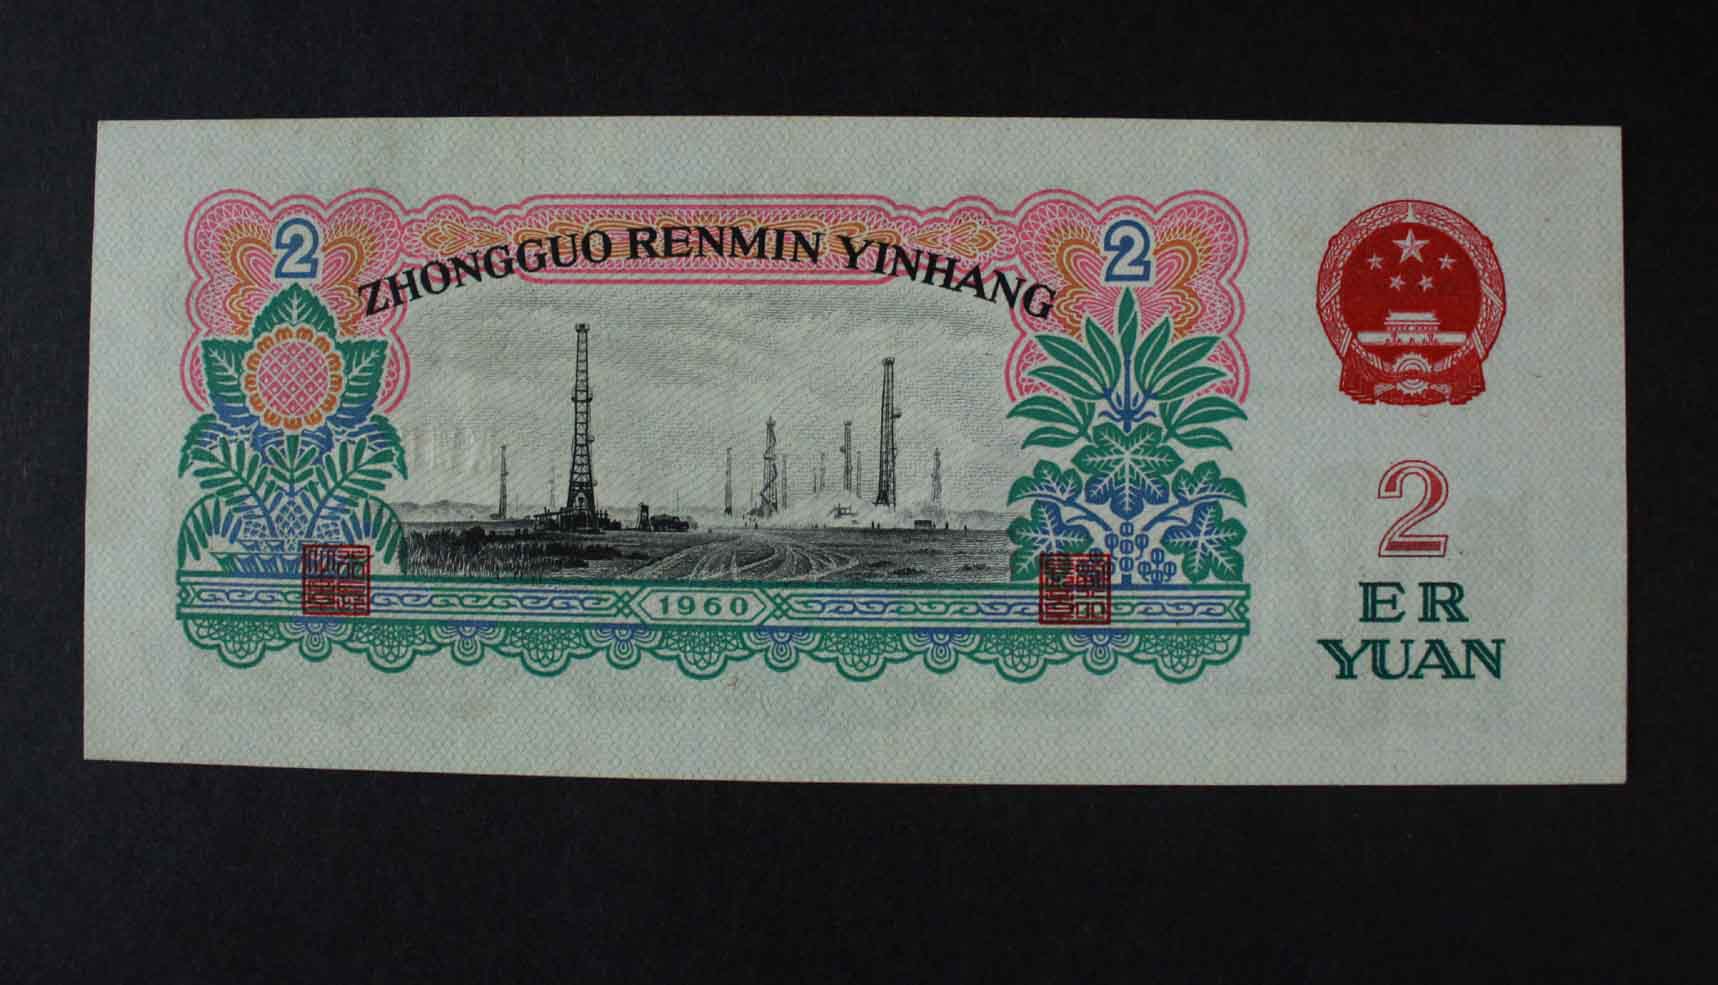 2
2
ZHONGGUO RENMIN YINHANG
1960
2
ER
YUAN